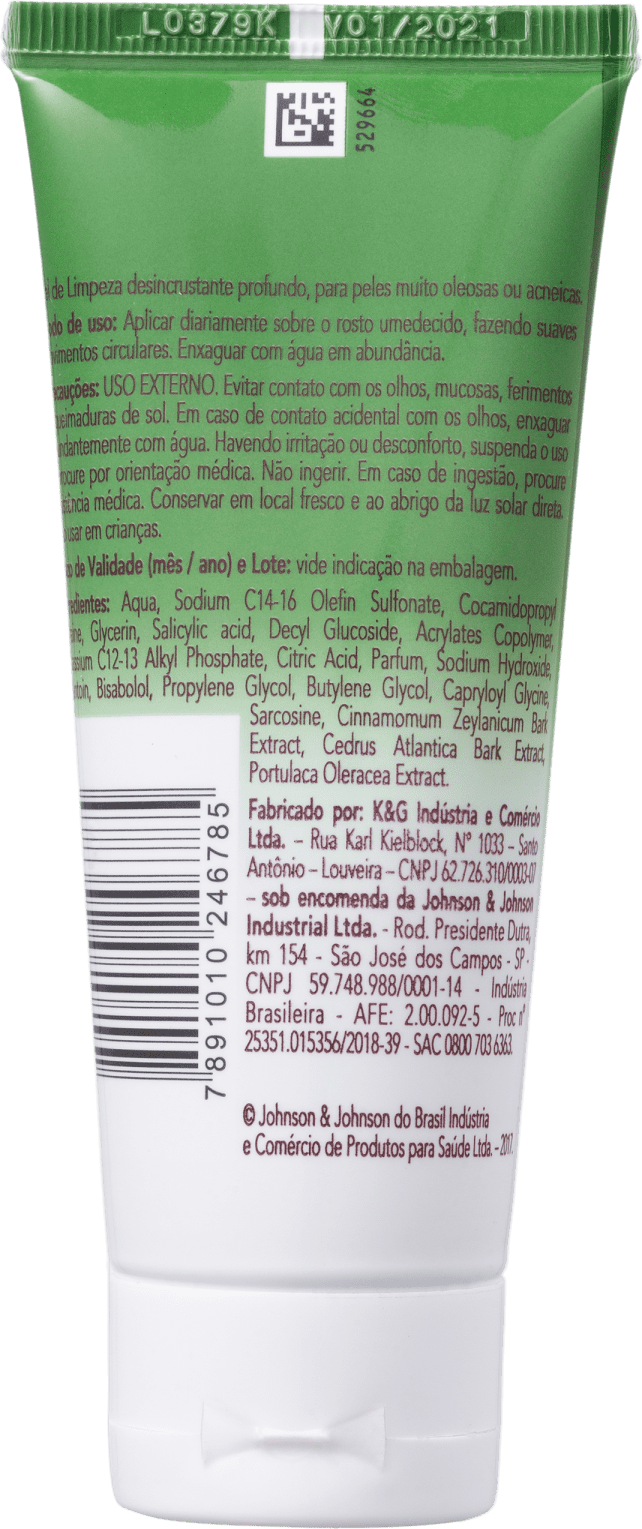 L0379K V01/2021
529664
de Limpeza desincrustante profundo, para peles muito oleosas ou acneicas.
do de uso: Aplicar diariamente sobre o rosto umedecido, fazendo suaves
vimentos circulares. Enxaguar com água em abundância.
cauções: USO EXTERNO. Evitar contato com os olhos, mucosas, ferimentos
ueimaduras de sol. Em caso de contato acidental com os olhos, enxaguar
ndantemente com água. Havendo irritação ou desconforto, suspenda o uso
rocure por orientação médica. Não ingerir. Em caso de ingestão, procure
ência médica. Conservar em local fresco e ao abrigo da luz solar direta.
usar em crianças.
o de Validade (mês / ano) e Lote: vide indicação na embalagem.
edientes: Aqua, Sodium C14-16 Olefin Sulfonate, Cocamidopropyl
ine, Glycerin, Salicylic acid, Decyl Glucoside, Acrylates Copolymer,
ssium C12-13 Alkyl Phosphate, Citric Acid, Parfum, Sodium Hydroxide,
ntoin, Bisabolol, Propylene Glycol, Butylene Glycol, Capryloyl Glycine,
Sarcosine, Cinnamomum Zeylanicum Bark
Extract, Cedrus Atlantica Bark Extract,
Portulaca Oleracea Extract.
Fabricado por: K&G Indústria e Comércio
Ltda. – Rua Karl Kielblock, N° 1033 – Santo
Antônio – Louveira – CNPJ 62.726.310/0003-07
– sob encomenda da Johnson & Johnson
Industrial Ltda. - Rod. Presidente Dutra,
km 154 - São José dos Campos - SP -
CNPJ 59.748.988/0001-14 - Indústria
Brasileira - AFE: 2.00.092-5 - Proc n°
25351.015356/2018-39 - SAC 0800 703 6363.
7 891010 246785
© Johnson & Johnson do Brasil Indústria
e Comércio de Produtos para Saúde Ltda. – 2017.